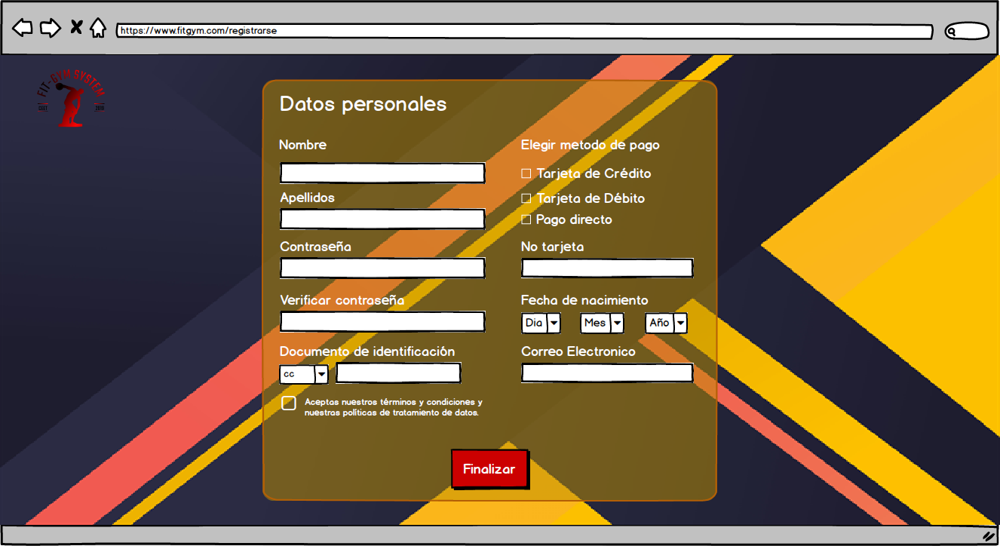 https://www.fitgym.com/registrarse
FIT-GYM SYSTEM
CEET 2018
Datos personales
Nombre
Apellidos
Contraseña
Verificar contraseña
Documento de identificación
cc
Aceptas nuestros términos y condiciones y
nuestras políticas de tratamiento de datos.
Elegir metodo de pago
Tarjeta de Crédito
Tarjeta de Débito
Pago directo
No tarjeta
Fecha de nacimiento
Dia Mes Año
Correo Electronico
Finalizar